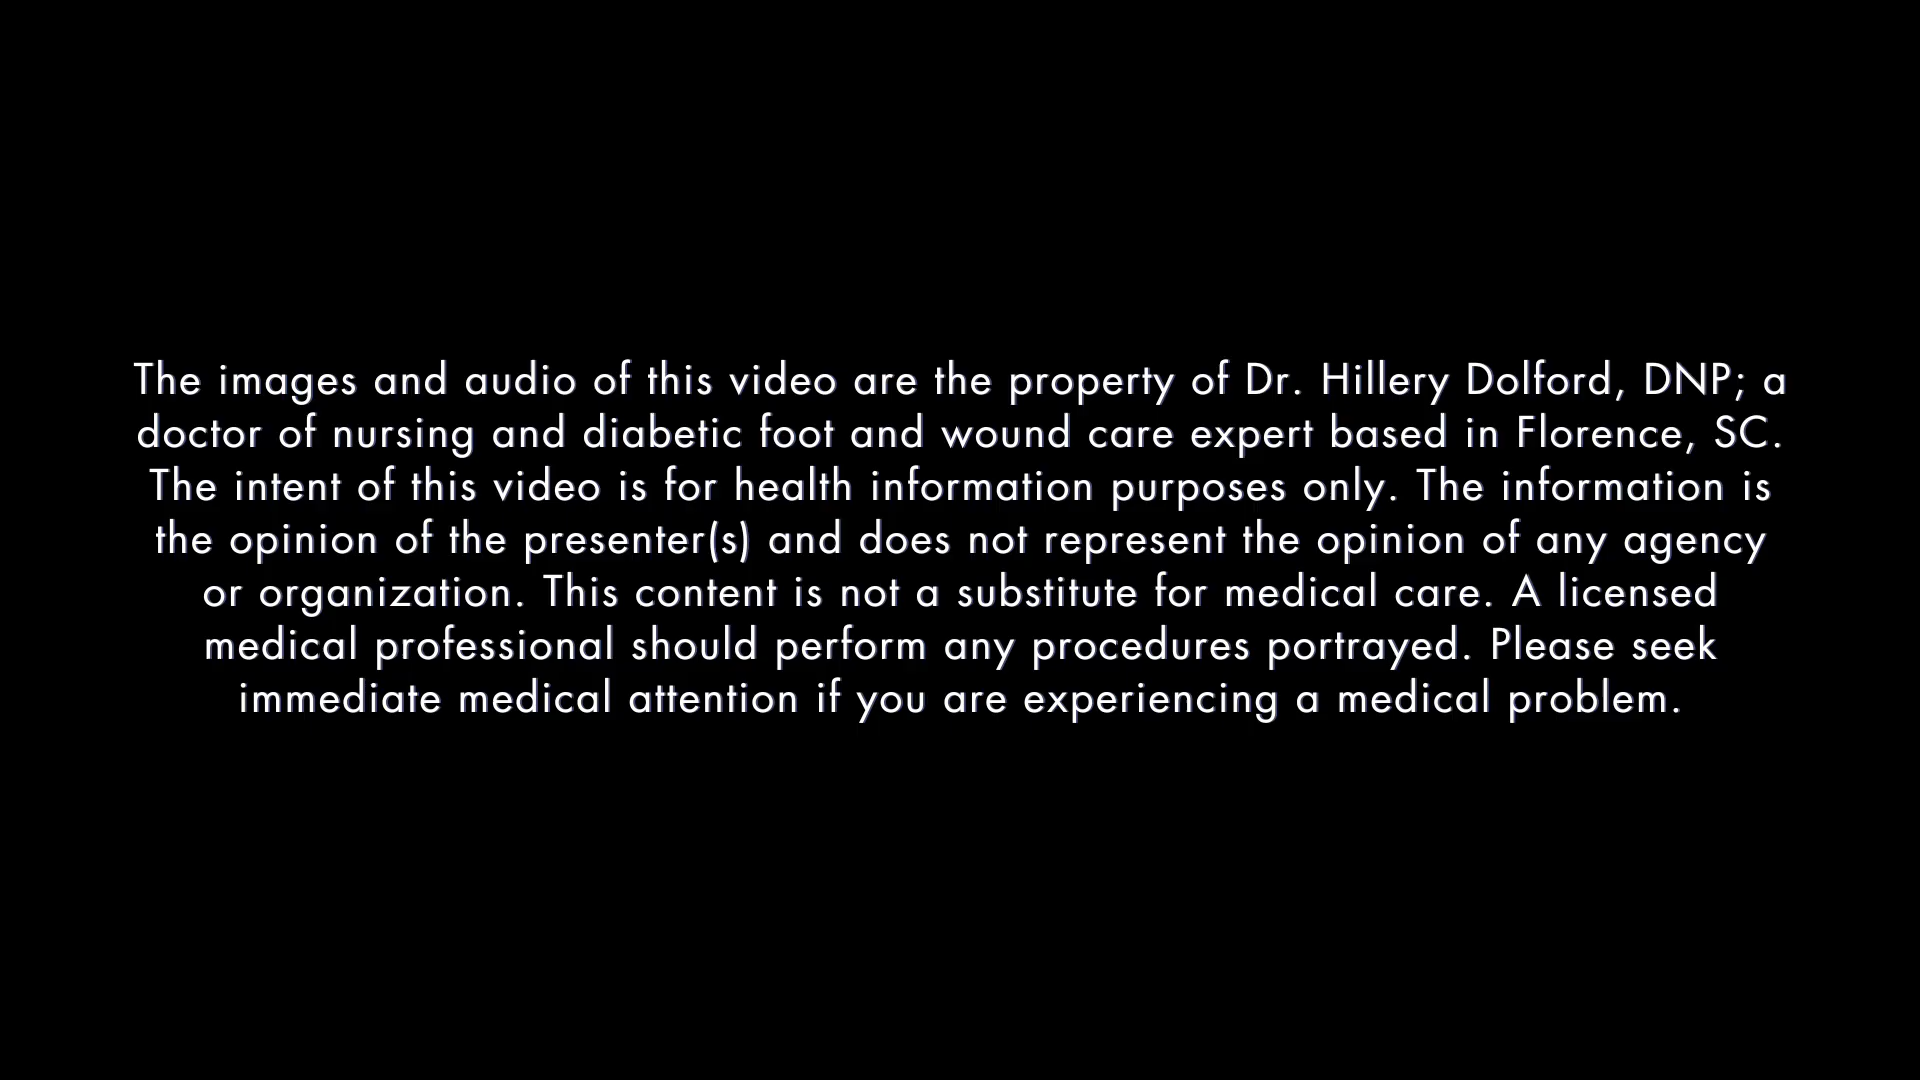 The images and audio of this video are the property of Dr. Hillery Dolford, DNP; a
doctor of nursing and diabetic foot and wound care expert based in Florence, SC.
The intent of this video is for health information purposes only. The information is
the opinion of the presenter(s) and does not represent the opinion of any agency
or organization. This content is not a substitute for medical care. A licensed
medical professional should perform any procedures portrayed. Please seek
immediate medical attention if you are experiencing a medical problem.